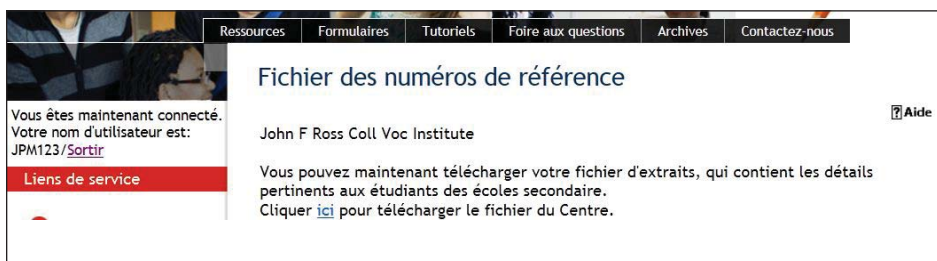 Ressources Formulaires Tutoriels Foire aux questions Archives Contactez-nous
Fichier des numéros de référence
? Aide
Vous êtes maintenant connecté.
Votre nom d'utilisateur est:
JPM123/Sortir
Liens de service
John F Ross Coll Voc Institute
Vous pouvez maintenant télécharger votre fichier d'extraits, qui contient les détails
pertinents aux étudiants des écoles secondaire.
Cliquer ici pour télécharger le fichier du Centre.